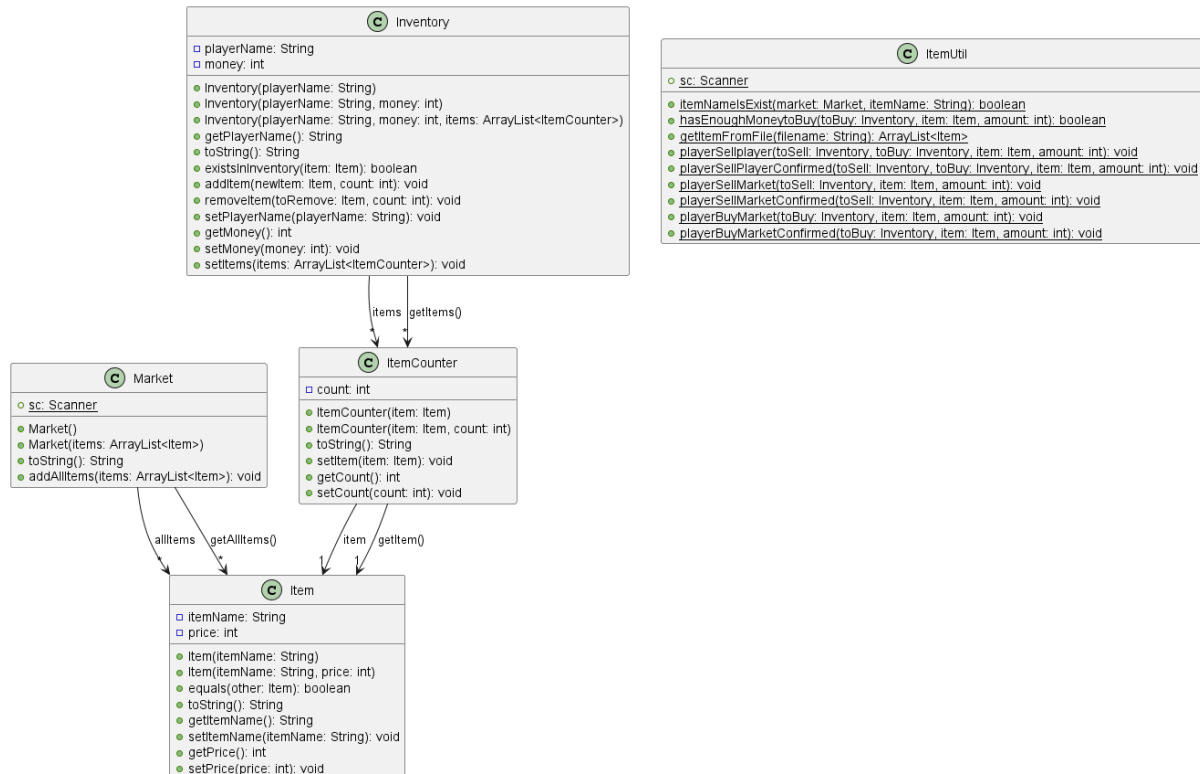 C Inventory
playerName: String
money: int
Inventory(playerName: String)
Inventory(playerName: String, money: int)
Inventory(playerName: String, money: int, items: ArrayList<ItemCounter>)
getPlayerName(): String
toString(): String
existsInInventory(item: Item): boolean
addItem(newItem: Item, count: int): void
removeItem(toRemove: Item, count: int): void
setPlayerName(playerName: String): void
getMoney(): int
setMoney(money: int): void
setItems(items: ArrayList<ItemCounter>): void
C ItemUtil
sc: Scanner
itemNameIsExist(market: Market, itemName: String): boolean
hasEnoughMoneytoBuy(toBuy: Inventory, item: Item, amount: int): boolean
getItemFromFile(filename: String): ArrayList<Item>
playerSellplayer(toSell: Inventory, toBuy: Inventory, item: Item, amount: int): void
playerSellPlayerConfirmed(toSell: Inventory, toBuy: Inventory, item: Item, amount: int): void
playerSellMarket(toSell: Inventory, item: Item, amount: int): void
playerSellMarketConfirmed(toSell: Inventory, item: Item, amount: int): void
playerBuyMarket(toBuy: Inventory, item: Item, amount: int): void
playerBuyMarketConfirmed(toBuy: Inventory, item: Item, amount: int): void
items getItems()
* *
C Market
sc: Scanner
Market()
Market(items: ArrayList<Item>)
toString(): String
addAllItems(items: ArrayList<Item>): void
C ItemCounter
count: int
ItemCounter(item: Item)
ItemCounter(item: Item, count: int)
toString(): String
setItem(item: Item): void
getCount(): int
setCount(count: int): void
allItems getAllItems()
* *
item getItem()
1 1
C Item
itemName: String
price: int
Item(itemName: String)
Item(itemName: String, price: int)
equals(other: Item): boolean
toString(): String
getItemName(): String
setItemName(itemName: String): void
getPrice(): int
setPrice(price: int): void